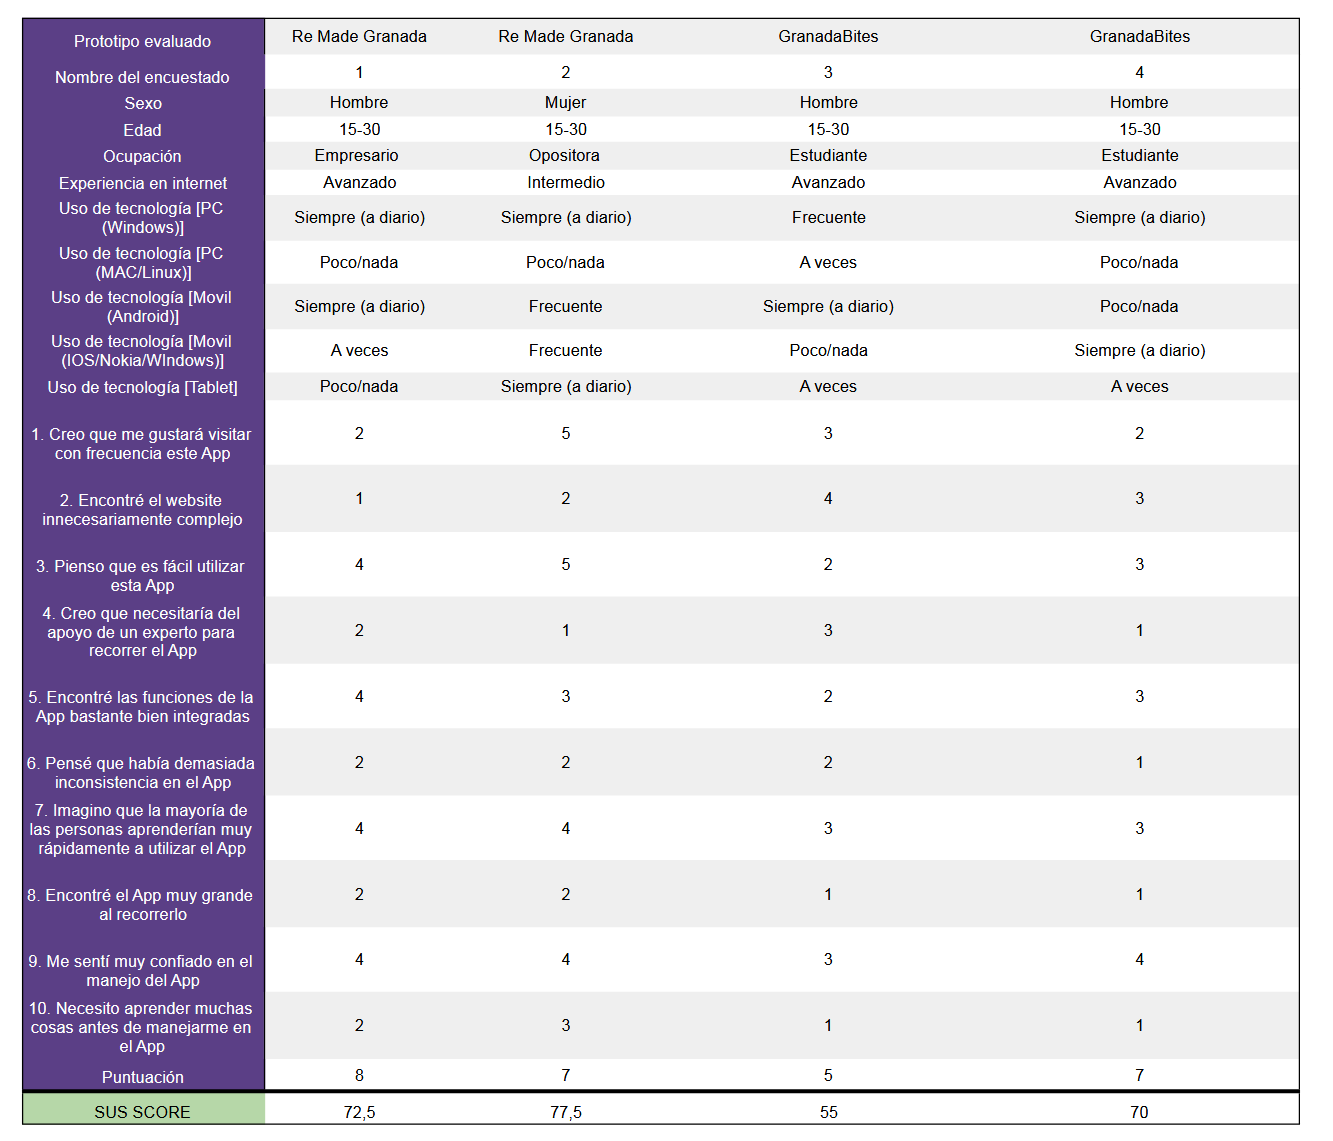 Prototipo evaluado Re Made Granada Re Made Granada GranadaBites GranadaBites
Nombre del encuestado 1 2 3 4
Sexo Hombre Mujer Hombre Hombre
Edad 15-30 15-30 15-30 15-30
Ocupación Empresario Opositora Estudiante Estudiante
Experiencia en internet Avanzado Intermedio Avanzado Avanzado
Uso de tecnología [PC
(Windows)] Siempre (a diario) Siempre (a diario) Frecuente Siempre (a diario)
Uso de tecnología [PC
(MAC/Linux)] Poco/nada Poco/nada A veces Poco/nada
Uso de tecnología [Movil
(Android)] Siempre (a diario) Frecuente Siempre (a diario) Poco/nada
Uso de tecnología [Movil
(IOS/Nokia/WIndows)] A veces Frecuente Poco/nada Siempre (a diario)
Uso de tecnología [Tablet] Poco/nada Siempre (a diario) A veces A veces
1. Creo que me gustará visitar
con frecuencia este App 2 5 3 2
2. Encontré el website
innecesariamente complejo 1 2 4 3
3. Pienso que es fácil utilizar
esta App 4 5 2 3
4. Creo que necesitaría del
apoyo de un experto para
recorrer el App 2 1 3 1
5. Encontré las funciones de la
App bastante bien integradas 4 3 2 3
6. Pensé que había demasiada
inconsistencia en el App 2 2 2 1
7. Imagino que la mayoría de
las personas aprenderían muy
rápidamente a utilizar el App 4 4 3 3
8. Encontré el App muy grande
al recorrerlo 2 2 1 1
9. Me sentí muy confiado en el
manejo del App 4 4 3 4
10. Necesito aprender muchas
cosas antes de manejarme en
el App 2 3 1 1
Puntuación 8 7 5 7
SUS SCORE 72,5 77,5 55 70